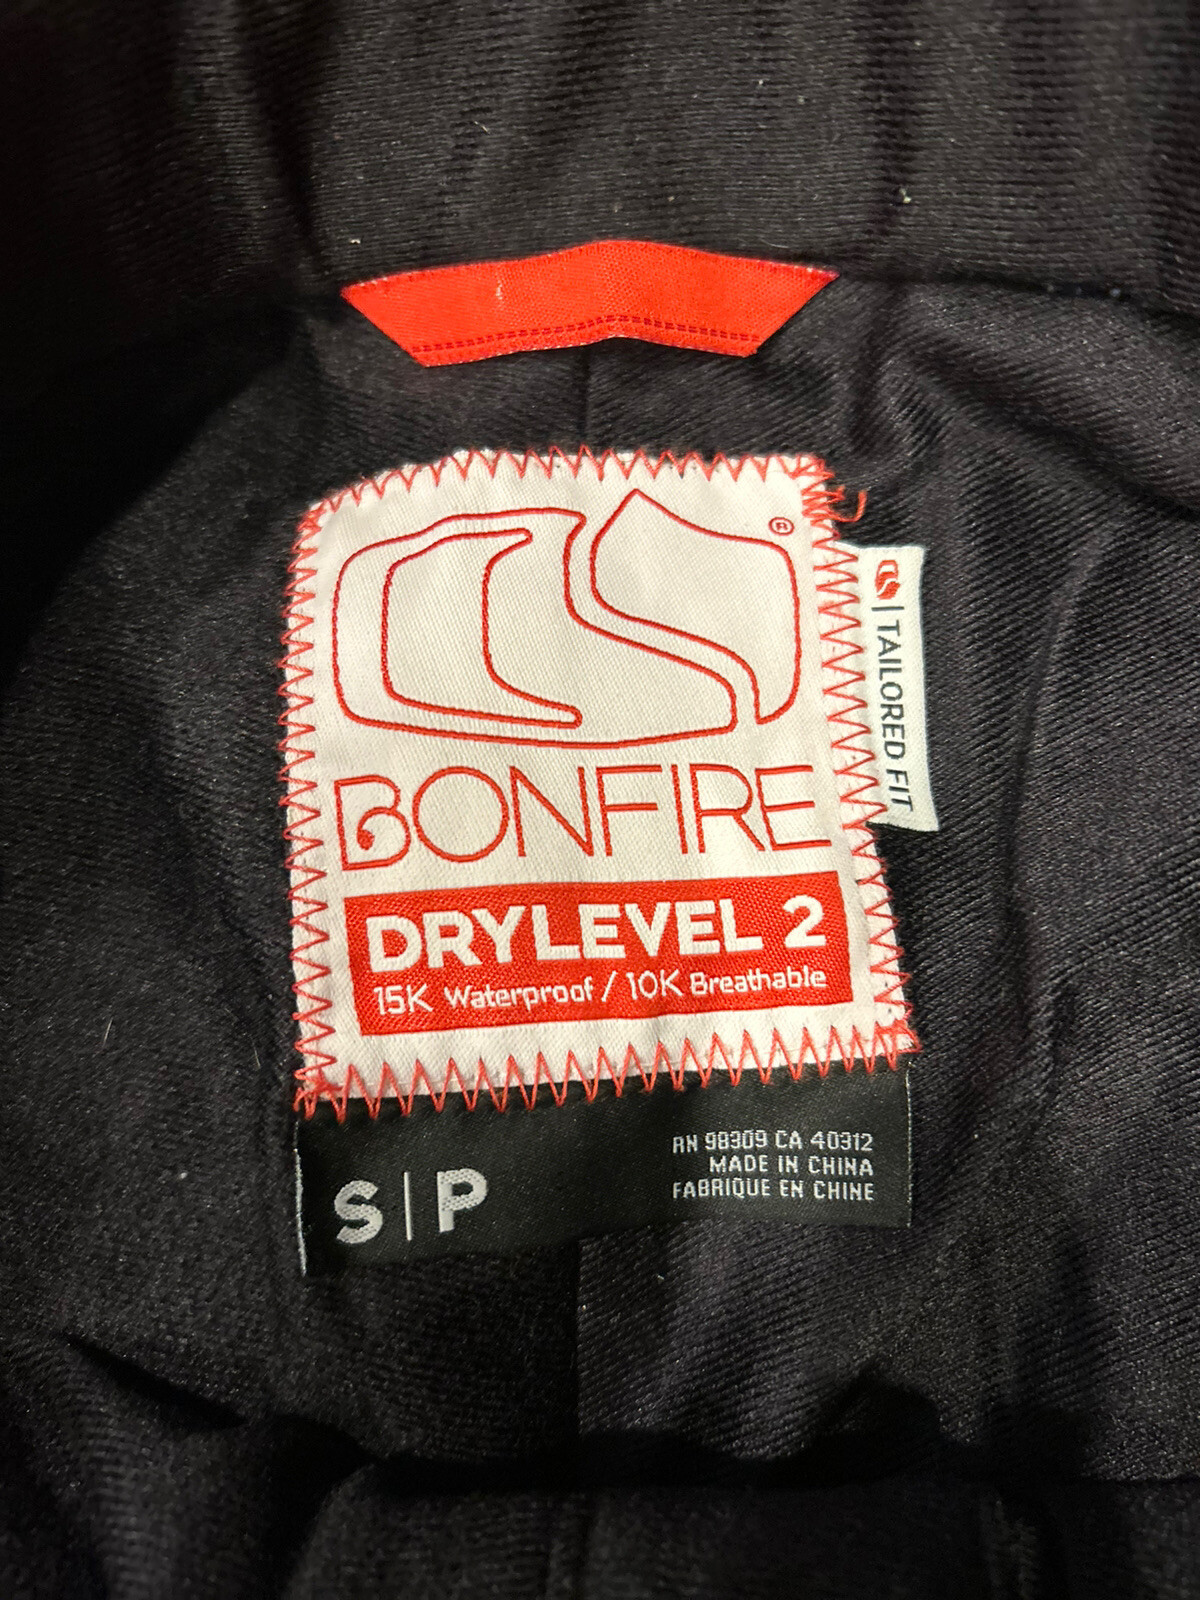 ®
| TAILORED FIT
BONFIRE
DRYLEVEL 2
15K Waterproof / 10K Breathable
S|P
RN 98309 CA 40312
MADE IN CHINA
FABRIQUE EN CHINE